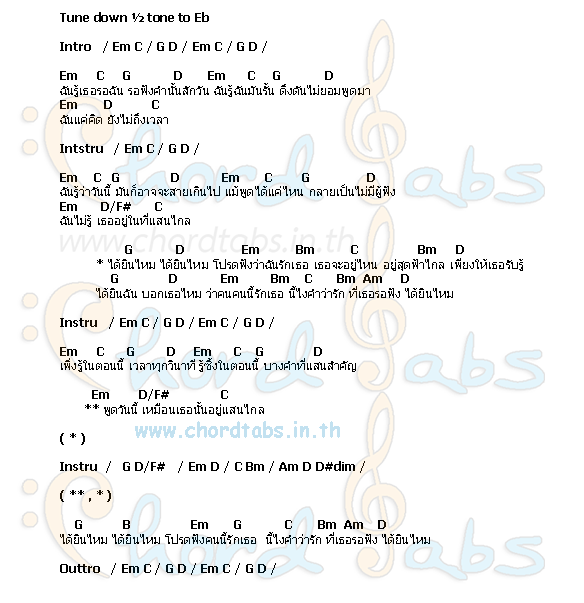 Tune down ½ tone to Eb
Intro / Em C / G D / Em C / G D /
Em C G D Em C G D
ฉันรู้เธอรอฉัน รอฟังคำนั้นสักวัน ฉันรู้ฉันมันรั้น ดึงดันไม่ยอมพูดมา
Em D C
ฉันแค่คิด ยังไม่ถึงเวลา
Intstru / Em C / G D /
Em C G D Em C G D
ฉันรู้ว่าวันนี้ มันก็อาจจะสายเกินไป แม้พูดได้แค่ไหน กลายเป็นไม่มีผู้ฟัง
Em D/F# C
ฉันไม่รู้ เธออยู่ในที่แสนไกล
www.chordtabs.in.th
G D Em Bm C Bm D
* ได้ยินไหม ได้ยินไหม โปรดฟังว่าฉันรักเธอ เธอจะอยู่ไหน อยู่สุดฟ้าไกล เพียงให้เธอรับรู้
G D Em Bm C Bm Am D
ได้ยินฉัน บอกเธอไหม ว่าคนคนนี้รักเธอ นี้ไงคำว่ารัก ที่เธอรอฟัง ได้ยินไหม
Instru / Em C / G D / Em C / G D /
Em C G D Em C G D
เพิ่งรู้ในตอนนี้ เวลาทุกวินาที รู้ซึ้งในตอนนี้ บางคำที่แสนสำคัญ
Em D/F# C
** พูดวันนี้ เหมือนเธอนั้นอยู่แสนไกล
www.chordtabs.in.th
( * )
Instru / G D/F# / Em D / C Bm / Am D D#dim /
( ** , * )
G B Em G C Bm Am D
ได้ยินไหม ได้ยินไหม โปรดฟังคนนี้รักเธอ นี้ไงคำว่ารัก ที่เธอรอฟัง ได้ยินไหม
Outtro / Em C / G D / Em C / G D /